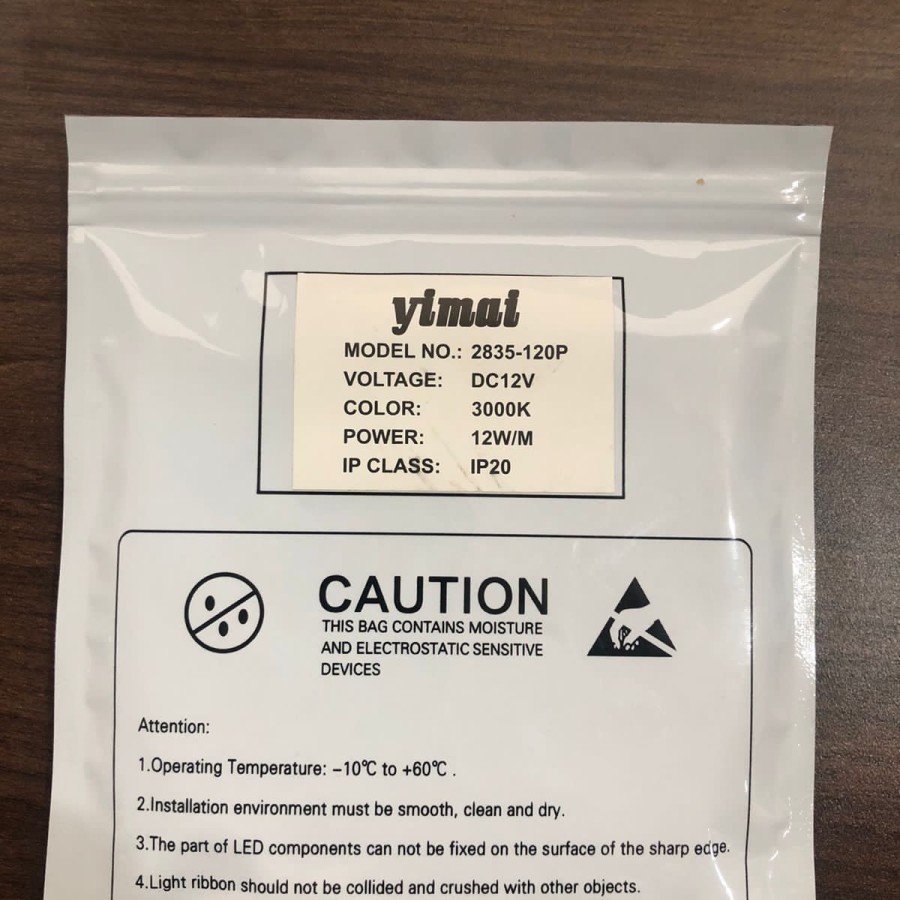 yimai
MODEL NO.: 2835-120P
VOLTAGE: DC12V
COLOR: 3000K
POWER: 12W/M
IP CLASS: IP20
CAUTION
THIS BAG CONTAINS MOISTURE
AND ELECTROSTATIC SENSITIVE
DEVICES
Attention:
1.Operating Temperature: –10℃ to +60℃ .
2.Installation environment must be smooth, clean and dry.
3.The part of LED components can not be fixed on the surface of the sharp edge.
4.Light ribbon should not be collided and crushed with other objects.